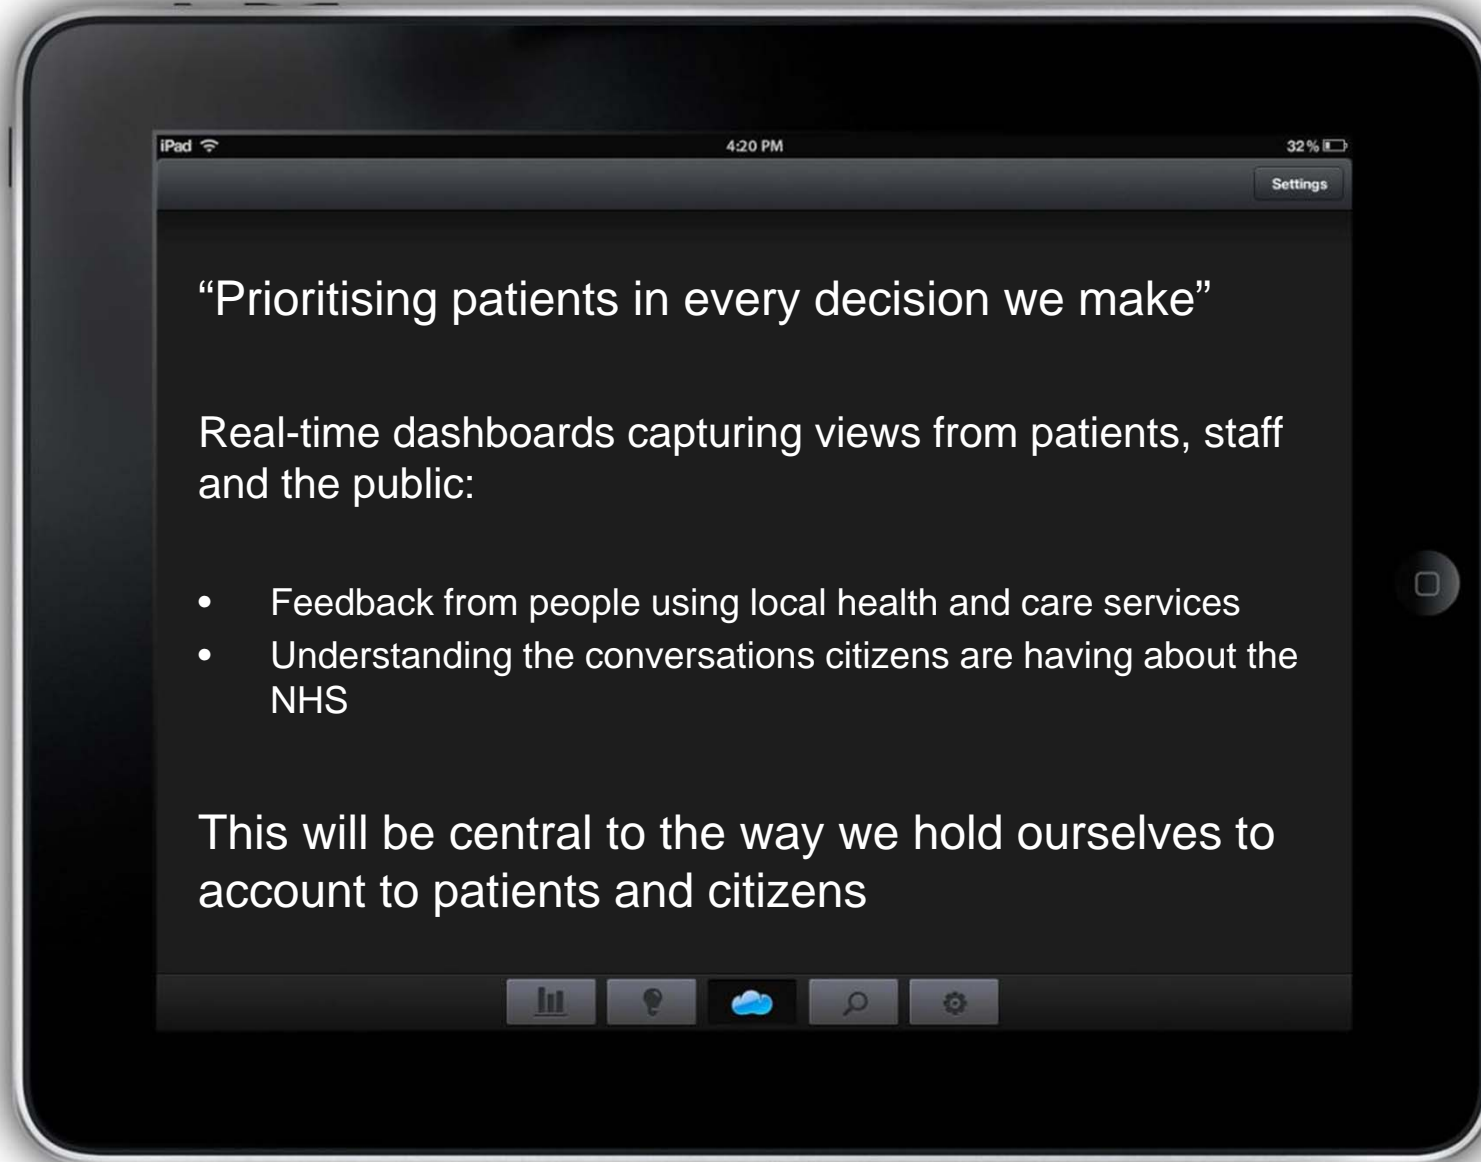 iPad
4:20 PM
32%
Settings
“Prioritising patients in every decision we make”
Real-time dashboards capturing views from patients, staff
and the public:
• Feedback from people using local health and care services
• Understanding the conversations citizens are having about the
NHS
This will be central to the way we hold ourselves to
account to patients and citizens